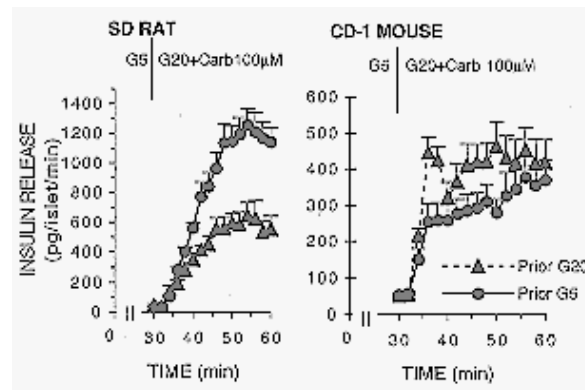 SD RAT
G5 G20+Carb100µM
INSULIN RELEASE
(pg/islet/min)
1400
1200
1000
800
600
400
200
0
0 30 40 50 60
TIME (min)
CD-1 MOUSE
G5 G20+Carb 100µM
600
500
400
300
200
100
0
Prior G20
Prior G5
0 30 40 50 60
TIME (min)